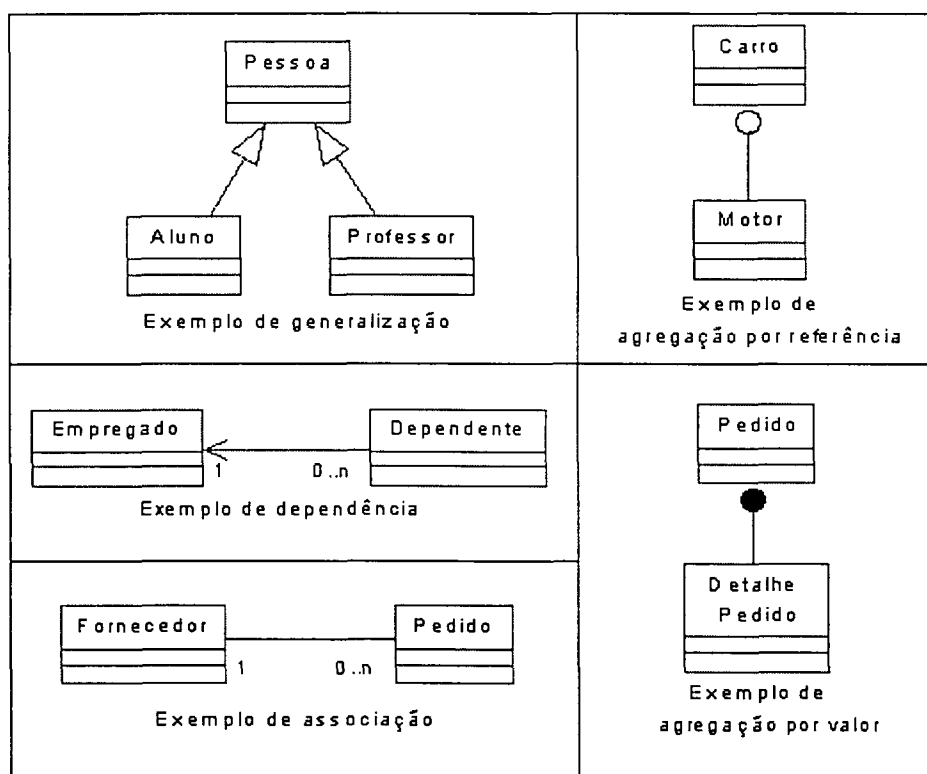 Pessoa
Aluno
Professor
Exemplo de generalização
Carro
Motor
Exemplo de
agregação por referência
Empregado
Dependente
1
0..n
Exemplo de dependência
Fornecedor
Pedido
1
0..n
Exemplo de associação
Pedido
Detalhe
Pedido
Exemplo de
agregação por valor